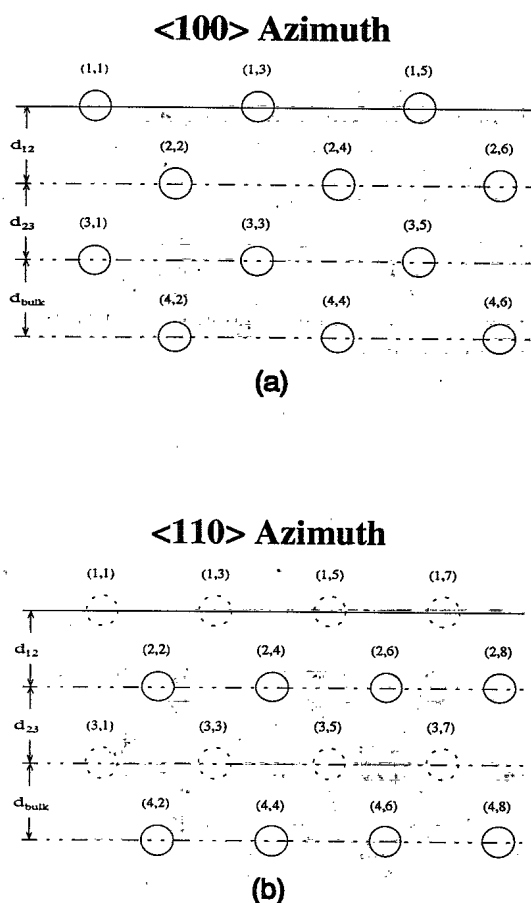 <100> Azimuth
(1,1) (1,3) (1,5)
d12
(2,2) (2,4) (2,6)
d23
(3,1) (3,3) (3,5)
dbulk
(4,2) (4,4) (4,6)
(a)
<110> Azimuth
(1,1) (1,3) (1,5) (1,7)
d12
(2,2) (2,4) (2,6) (2,8)
d23
(3,1) (3,3) (3,5) (3,7)
dbulk
(4,2) (4,4) (4,6) (4,8)
(b)